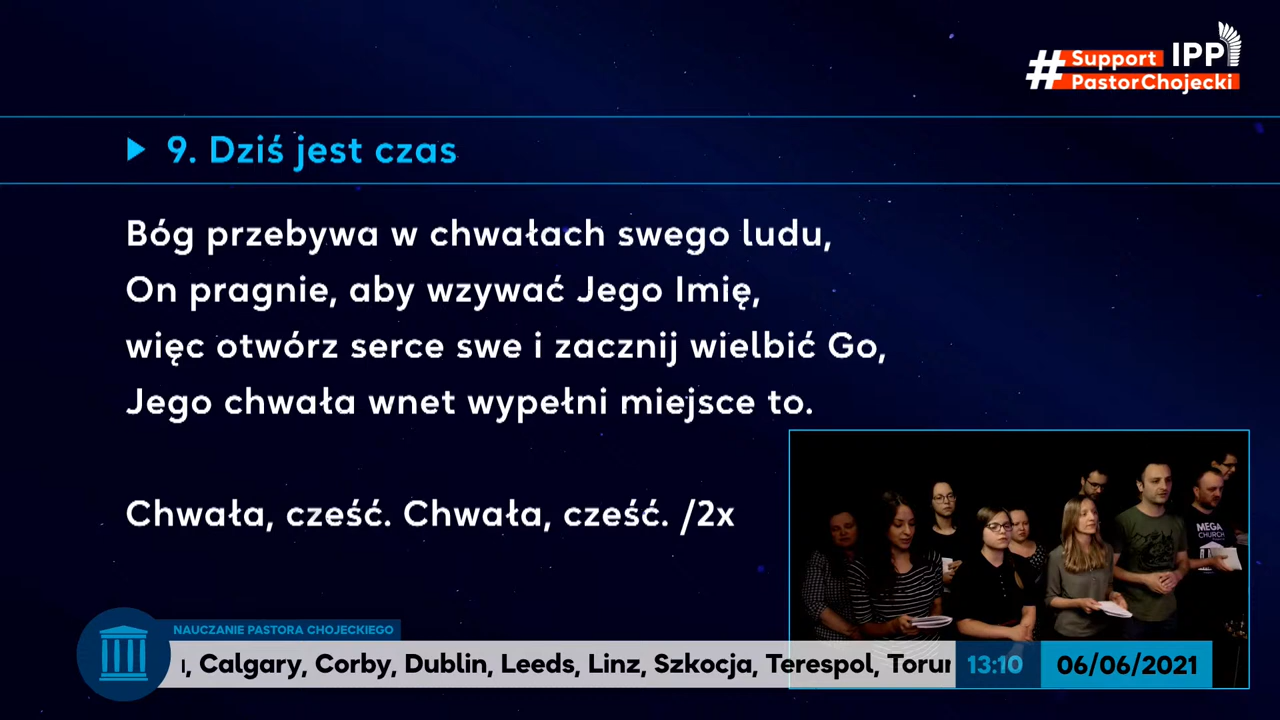 #Support IPP
PastorChojecki
9. Dziś jest czas
Bóg przebywa w chwałach swego ludu,
On pragnie, aby wzywać Jego Imię,
więc otwórz serce swe i zacznij wielbić Go,
Jego chwała wnet wypełni miejsce to.
Chwała, cześć. Chwała, cześć. /2x
MEGA
CHURCH
NAUCZANIE PASTORA CHOJECKIEGO
, Calgary, Corby, Dublin, Leeds, Linz, Szkocja, Terespol, Toru
13:10
06/06/2021